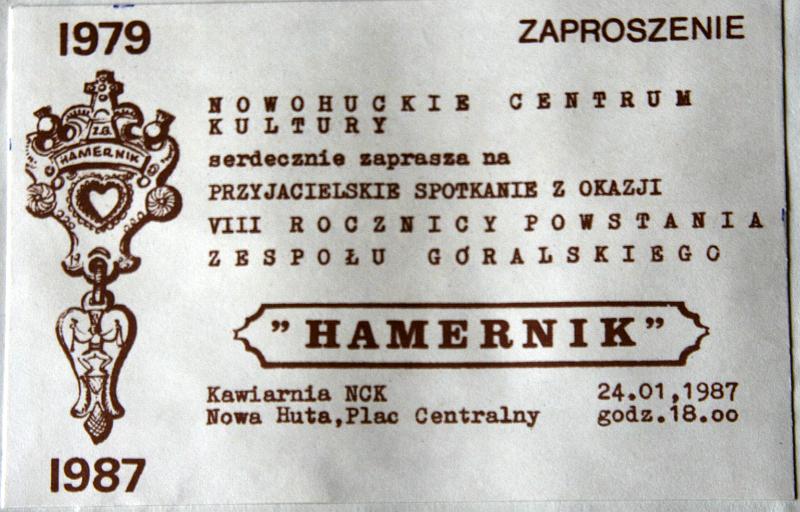 1979
ZAPROSZENIE
Z.G.
HAMERNIK
NOWOHUCKIE CENTRUM
KULTURY
serdecznie zaprasza na
PRZYJACIELSKIE SPOTKANIE Z OKAZJI
VIII ROCZNICY POWSTANIA
ZESPOŁU GÓRALSKIEGO
"HAMERNIK"
Kawiarnia NCK
Nowa Huta,Plac Centralny
24.01,1987
godz.18.oo
1987